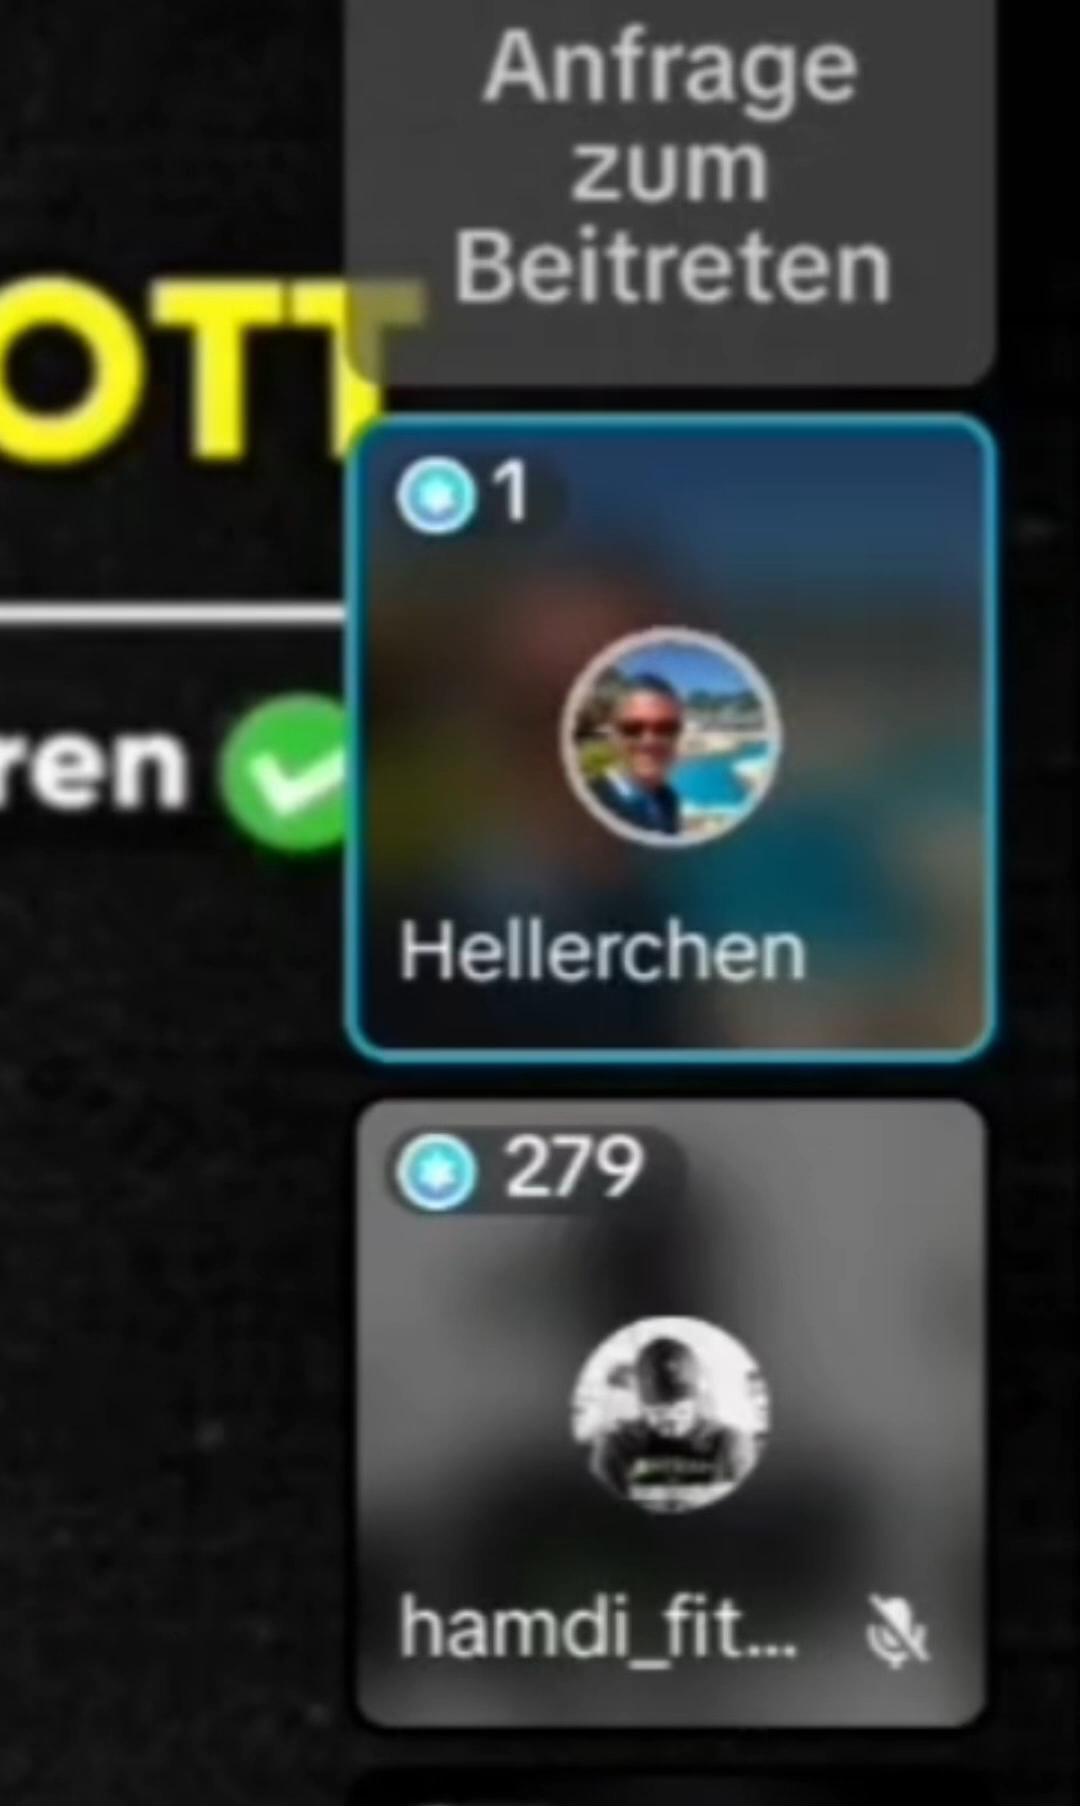 Anfrage
zum
Beitreten
OTT
1
ren
Hellerchen
279
hamdi_fit...